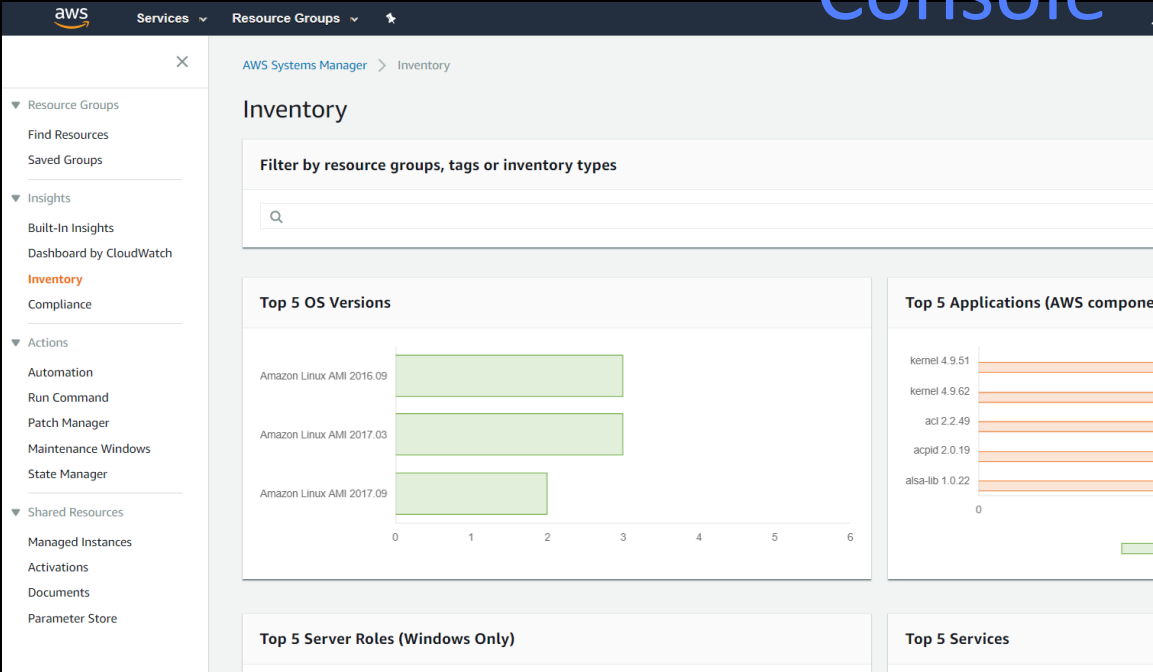 Console
aws Services Resource Groups
AWS Systems Manager > Inventory
Resource Groups
Find Resources
Saved Groups
Insights
Built-In Insights
Dashboard by CloudWatch
Inventory
Compliance
Actions
Automation
Run Command
Patch Manager
Maintenance Windows
State Manager
Shared Resources
Managed Instances
Activations
Documents
Parameter Store
Inventory
Filter by resource groups, tags or inventory types
Top 5 OS Versions
Amazon Linux AMI 2016.09
Amazon Linux AMI 2017.03
Amazon Linux AMI 2017.09
0 1 2 3 4 5 6
Top 5 Applications (AWS compone
kernel 4.9.51
kernel 4.9.62
acl 2.2.49
acpid 2.0.19
alsa-lib 1.0.22
0
Top 5 Server Roles (Windows Only)
Top 5 Services